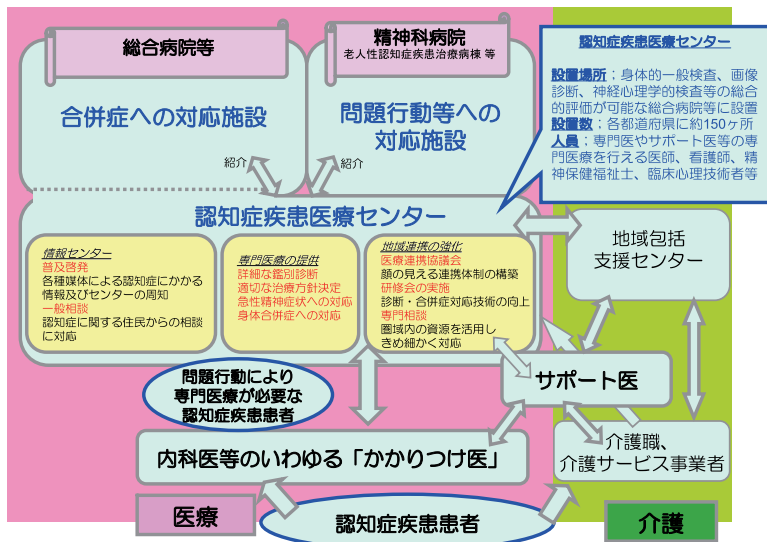 総合病院等
合併症への対応施設
精神科病院
老人性認知症疾患治療病棟 等
問題行動等への
対応施設
紹介
紹介
認知症疾患医療センター
設置場所；身体的一般検査、画像
診断、神経心理学的検査等の総合
的評価が可能な総合病院等に設置
設置数；各都道府県に約150ヶ所
人員；専門医やサポート医等の専
門医療を行える医師、看護師、精
神保健福祉士、臨床心理技術者等
認知症疾患医療センター
情報センター
普及啓発
各種媒体による認知症にかかる
情報及びセンターの周知
一般相談
認知症に関する住民からの相談
に対応
専門医療の提供
詳細な鑑別診断
適切な治療方針決定
急性精神症状への対応
身体合併症への対応
地域連携の強化
医療連携協議会
顔の見える連携体制の構築
研修会の実施
診断・合併症対応技術の向上
専門相談
圏域内の資源を活用し
きめ細かく対応
地域包括
支援センター
問題行動により
専門医療が必要な
認知症疾患患者
サポート医
内科医等のいわゆる「かかりつけ医」
介護職、
介護サービス事業者
医療
認知症疾患患者
介護